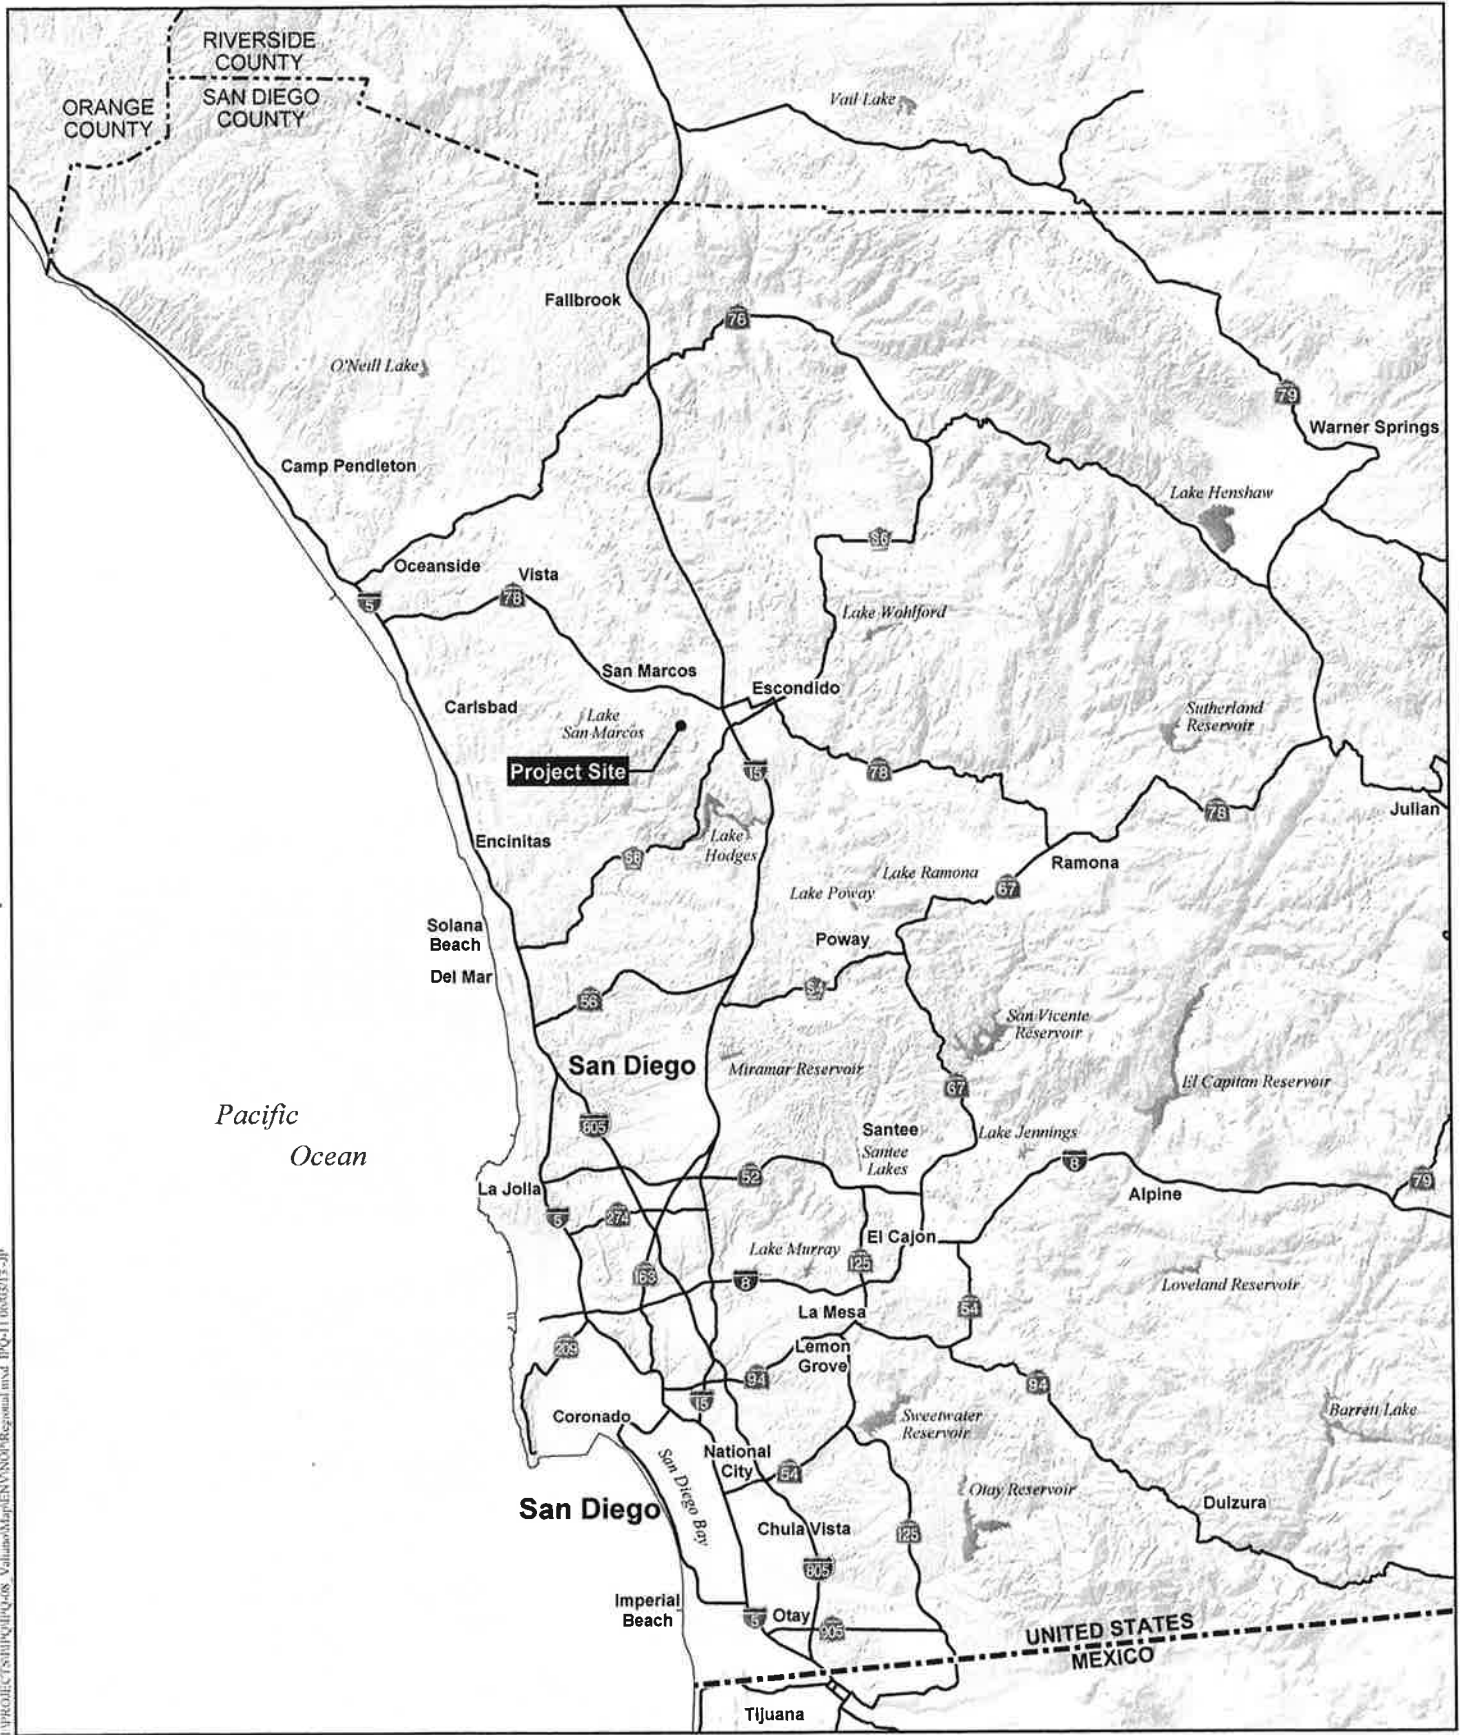 RIVERSIDE
COUNTY
ORANGE
COUNTY
SAN DIEGO
COUNTY
Vail Lake
Fallbrook
76
O'Neill Lake
79
Warner Springs
Camp Pendleton
Lake Henshaw
S6
Oceanside
Vista
5
78
Lake Wohlford
San Marcos
Escondido
Carlsbad
Lake
San Marcos
Sutherland
Reservoir
Project Site
15
78
78
Julian
Encinitas
Lake
Hodges
S6
Ramona
Lake Ramona
Lake Poway
67
Solana
Beach
Poway
Del Mar
S4
56
San Vicente
Reservoir
San Diego
Miramar Reservoir
67
El Capitan Reservoir
Pacific
Ocean
805
Santee
Santee
Lakes
Lake Jennings
8
52
La Jolla
Alpine
79
5
274
El Cajon
Lake Murray
125
163
8
Loveland Reservoir
La Mesa
54
209
Lemon
Grove
94
94
15
Coronado
Sweetwater
Reservoir
Barrett Lake
National
City
San Diego Bay
54
Otay Reservoir
San Diego
Dulzura
Chula Vista
125
805
Imperial
Beach
5
Otay
905
UNITED STATES
MEXICO
Tijuana